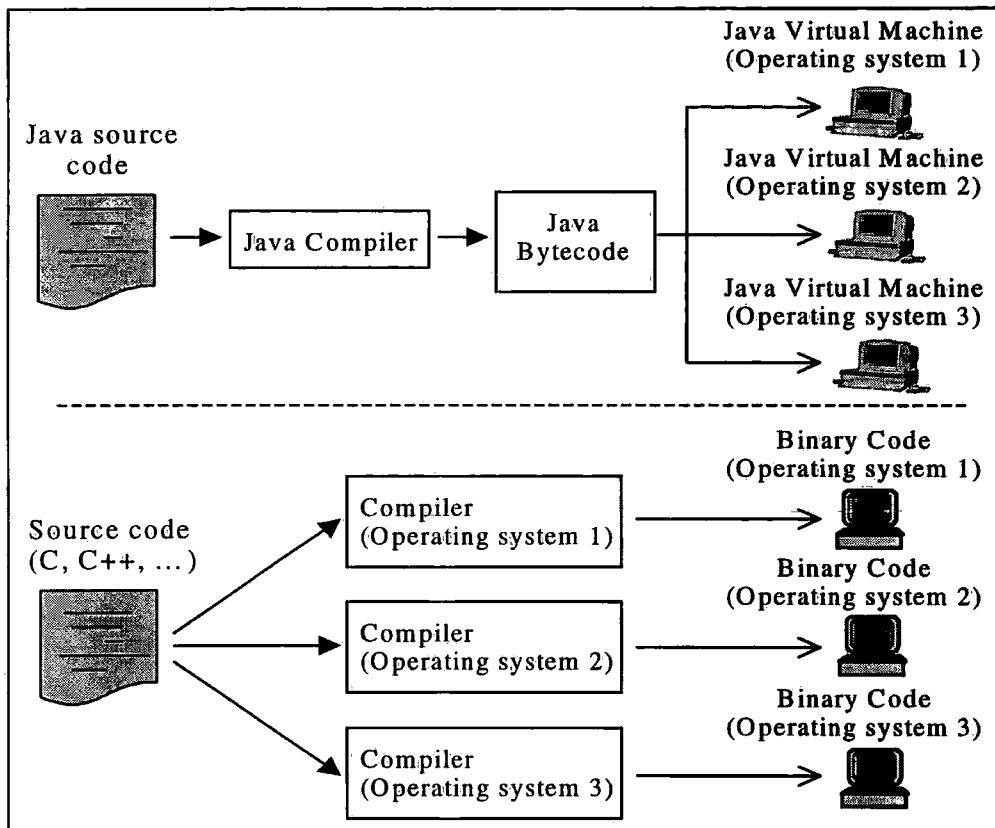 Java Virtual Machine
(Operating system 1)
Java source
code
Java Virtual Machine
(Operating system 2)
Java Compiler
Java
Bytecode
Java Virtual Machine
(Operating system 3)
Binary Code
(Operating system 1)
Source code
(C, C++, ...)
Compiler
(Operating system 1)
Binary Code
(Operating system 2)
Compiler
(Operating system 2)
Binary Code
(Operating system 3)
Compiler
(Operating system 3)